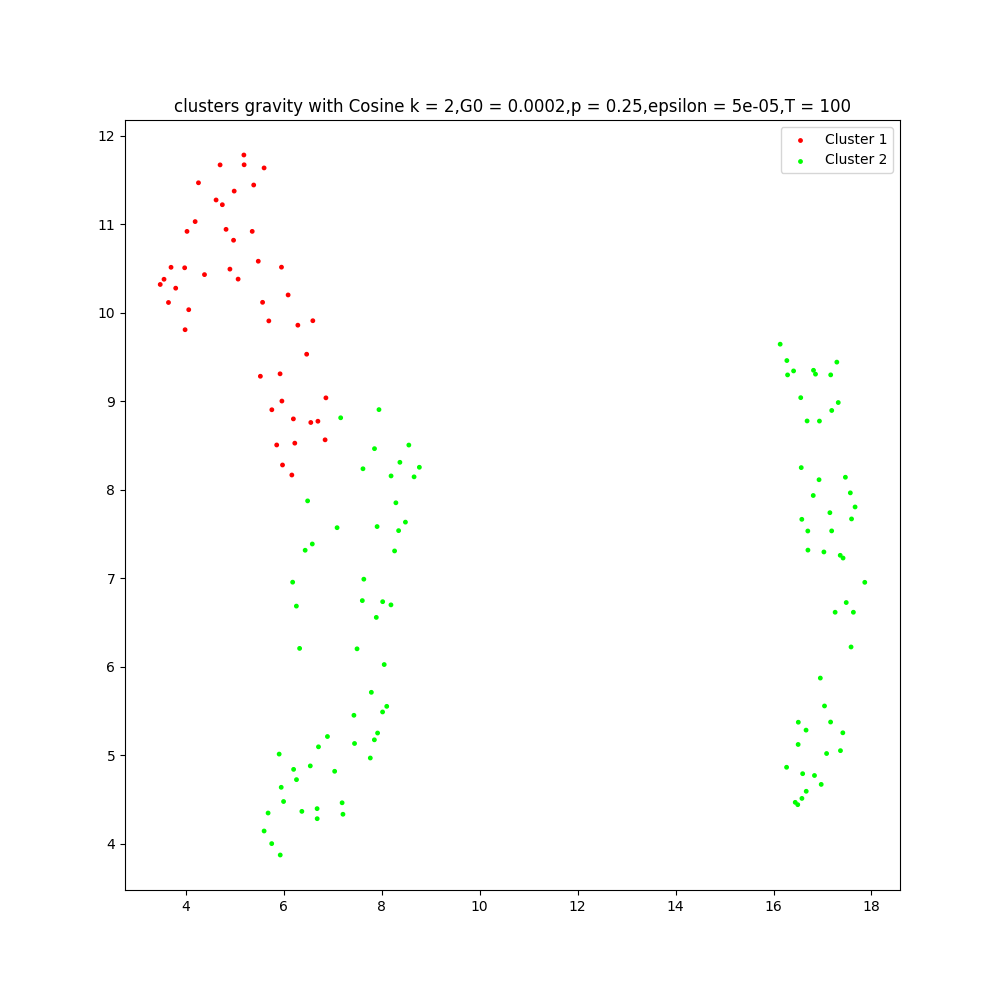 clusters gravity with Cosine k = 2,G0 = 0.0002,p = 0.25,epsilon = 5e-05,T = 100
Cluster 1
Cluster 2
12
11
10
9
8
7
6
5
4
4 6 8 10 12 14 16 18